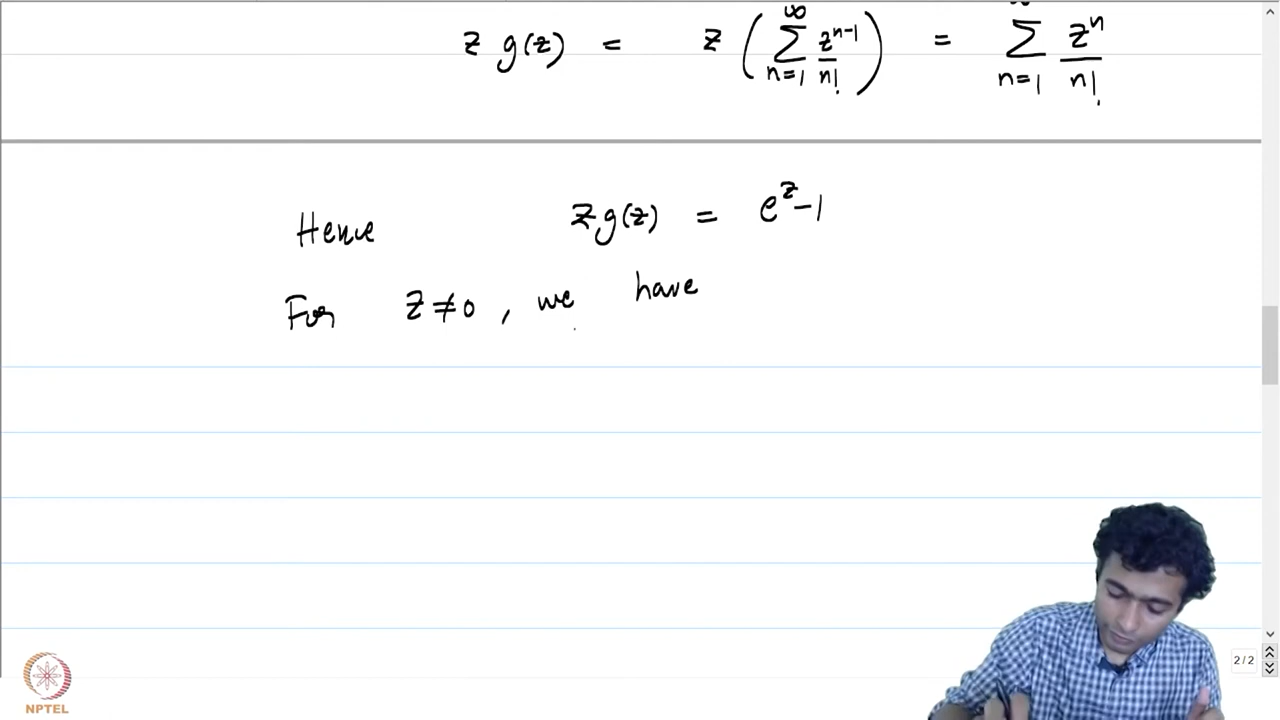 z g(z) = z ( ∞ Σ n=1 z^{n-1} / n! ) = ∞ Σ n=1 z^n / n!
Hence z g(z) = e^z - 1
For z ≠ 0 , we have
2 / 2
NPTEL